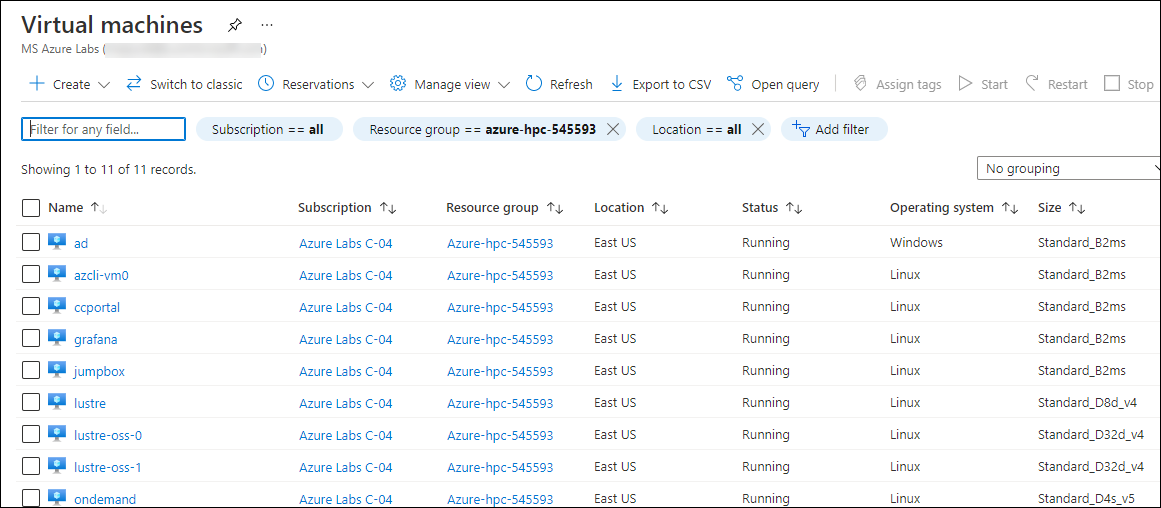 Virtual machines ...
MS Azure Labs ( )
Create Switch to classic Reservations Manage view Refresh Export to CSV Open query Assign tags Start Restart Stop
Filter for any field... Subscription == all Resource group == azure-hpc-545593 Location == all Add filter
Showing 1 to 11 of 11 records. No grouping
Name Subscription Resource group Location Status Operating system Size
ad Azure Labs C-04 Azure-hpc-545593 East US Running Windows Standard_B2ms
azcli-vm0 Azure Labs C-04 Azure-hpc-545593 East US Running Linux Standard_B2ms
ccportal Azure Labs C-04 Azure-hpc-545593 East US Running Linux Standard_B2ms
grafana Azure Labs C-04 Azure-hpc-545593 East US Running Linux Standard_B2ms
jumpbox Azure Labs C-04 Azure-hpc-545593 East US Running Linux Standard_B2ms
lustre Azure Labs C-04 Azure-hpc-545593 East US Running Linux Standard_D8d_v4
lustre-oss-0 Azure Labs C-04 Azure-hpc-545593 East US Running Linux Standard_D32d_v4
lustre-oss-1 Azure Labs C-04 Azure-hpc-545593 East US Running Linux Standard_D32d_v4
ondemand Azure Labs C-04 Azure-hpc-545593 East US Running Linux Standard_D4s_v5